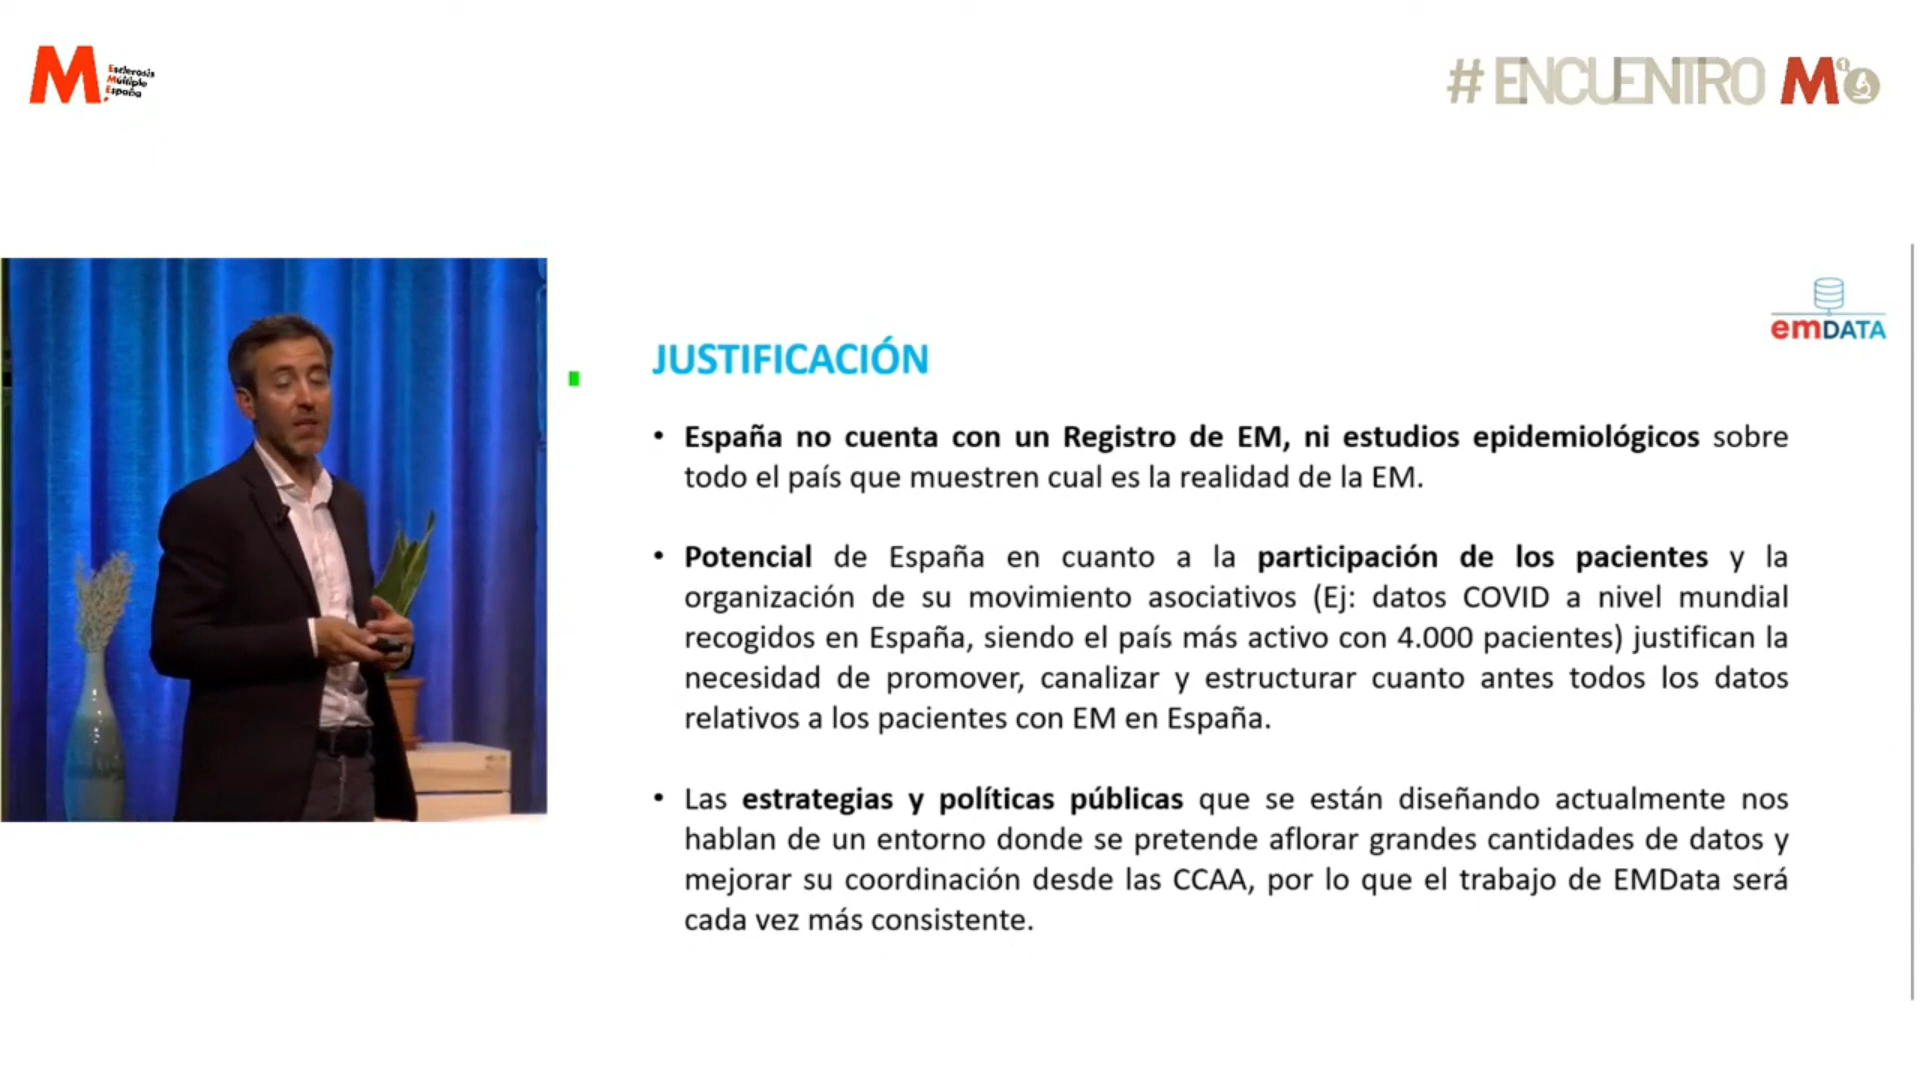 M
Esclerosis
Múltiple
España
#ENCUENTRO M
emDATA
JUSTIFICACIÓN
• España no cuenta con un Registro de EM, ni estudios epidemiológicos sobre
todo el país que muestren cual es la realidad de la EM.
• Potencial de España en cuanto a la participación de los pacientes y la
organización de su movimiento asociativos (Ej: datos COVID a nivel mundial
recogidos en España, siendo el país más activo con 4.000 pacientes) justifican la
necesidad de promover, canalizar y estructurar cuanto antes todos los datos
relativos a los pacientes con EM en España.
• Las estrategias y políticas públicas que se están diseñando actualmente nos
hablan de un entorno donde se pretende aflorar grandes cantidades de datos y
mejorar su coordinación desde las CCAA, por lo que el trabajo de EMData será
cada vez más consistente.